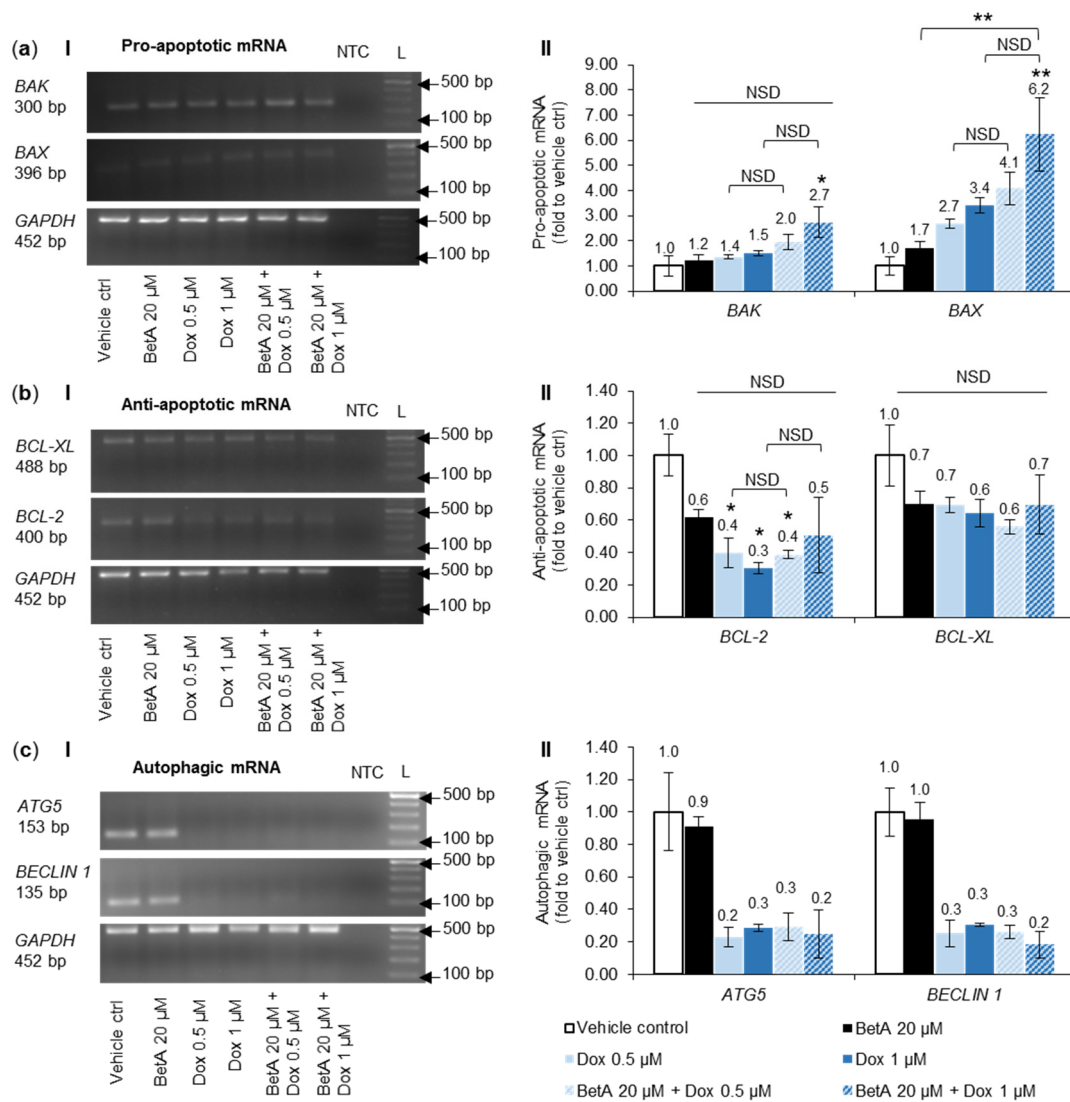 (a) I Pro-apoptotic mRNA NTC L
BAK
300 bp
500 bp
100 bp
BAX
396 bp
500 bp
100 bp
GAPDH
452 bp
500 bp
100 bp
Vehicle ctrl
BetA 20 µM
Dox 0.5 µM
Dox 1 µM
BetA 20 µM +
Dox 0.5 µM
BetA 20 µM +
Dox 1 µM
II
Pro-apoptotic mRNA
(fold to vehicle ctrl)
10.00
9.00
8.00
7.00
6.00
5.00
4.00
3.00
2.00
1.00
0.00
NSD
NSD
NSD
*
1.0
1.2
1.4
1.5
2.0
2.7
BAK
**
NSD
**
NSD
1.0
1.7
2.7
3.4
4.1
6.2
BAX
(b) I Anti-apoptotic mRNA NTC L
BCL-XL
488 bp
500 bp
100 bp
BCL-2
400 bp
500 bp
100 bp
GAPDH
452 bp
500 bp
100 bp
Vehicle ctrl
BetA 20 µM
Dox 0.5 µM
Dox 1 µM
BetA 20 µM +
Dox 0.5 µM
BetA 20 µM +
Dox 1 µM
II
Anti-apoptotic mRNA
(fold to vehicle ctrl)
1.40
1.20
1.00
0.80
0.60
0.40
0.20
0.00
NSD
NSD
NSD
* * *
1.0
0.6
0.4
0.3
0.4
0.5
BCL-2
NSD
1.0
0.7
0.7
0.6
0.6
0.7
BCL-XL
(c) I Autophagic mRNA NTC L
ATG5
153 bp
500 bp
100 bp
BECLIN 1
135 bp
500 bp
100 bp
GAPDH
452 bp
500 bp
100 bp
Vehicle ctrl
BetA 20 µM
Dox 0.5 µM
Dox 1 µM
BetA 20 µM +
Dox 0.5 µM
BetA 20 µM +
Dox 1 µM
II
Autophagic mRNA
(fold to vehicle ctrl)
1.40
1.20
1.00
0.80
0.60
0.40
0.20
0.00
1.0
0.9
0.2
0.3
0.3
0.2
ATG5
1.0
1.0
0.3
0.3
0.3
0.2
BECLIN 1
Vehicle control
BetA 20 µM
Dox 0.5 µM
Dox 1 µM
BetA 20 µM + Dox 0.5 µM
BetA 20 µM + Dox 1 µM